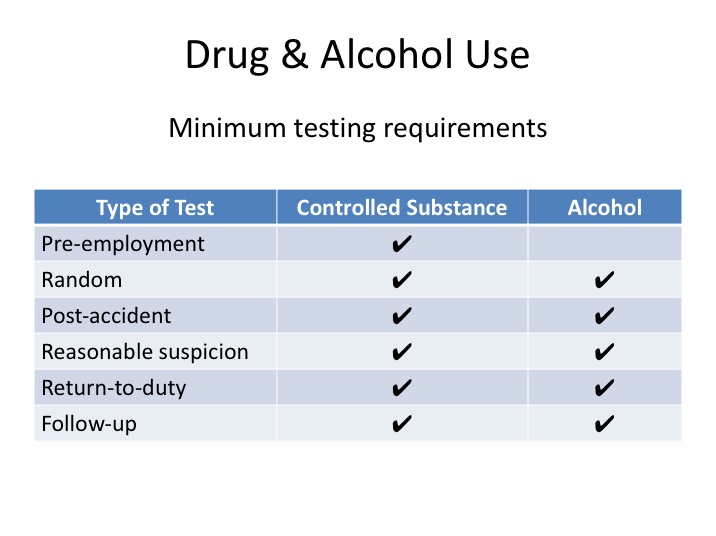 Drug & Alcohol Use
Minimum testing requirements
Type of Test Controlled Substance Alcohol
Pre-employment ✔
Random ✔ ✔
Post-accident ✔ ✔
Reasonable suspicion ✔ ✔
Return-to-duty ✔ ✔
Follow-up ✔ ✔